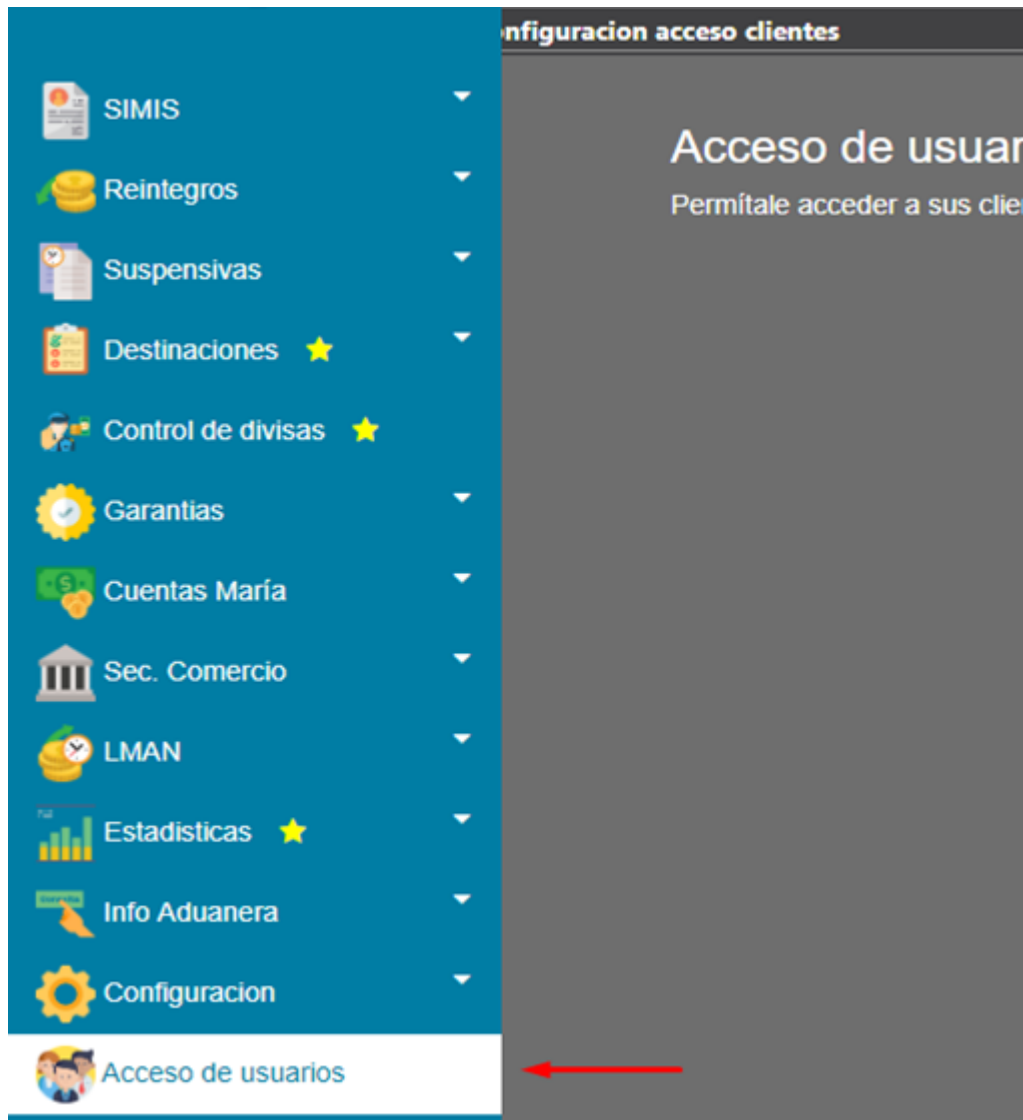 nfiguracion acceso clientes
SIMIS
Reintegros
Suspensivas
Destinaciones
Control de divisas
Garantias
Cuentas María
Sec. Comercio
LMAN
Estadisticas
Info Aduanera
Configuracion
Acceso de usuarios
Acceso de usuar
Permítale acceder a sus clie